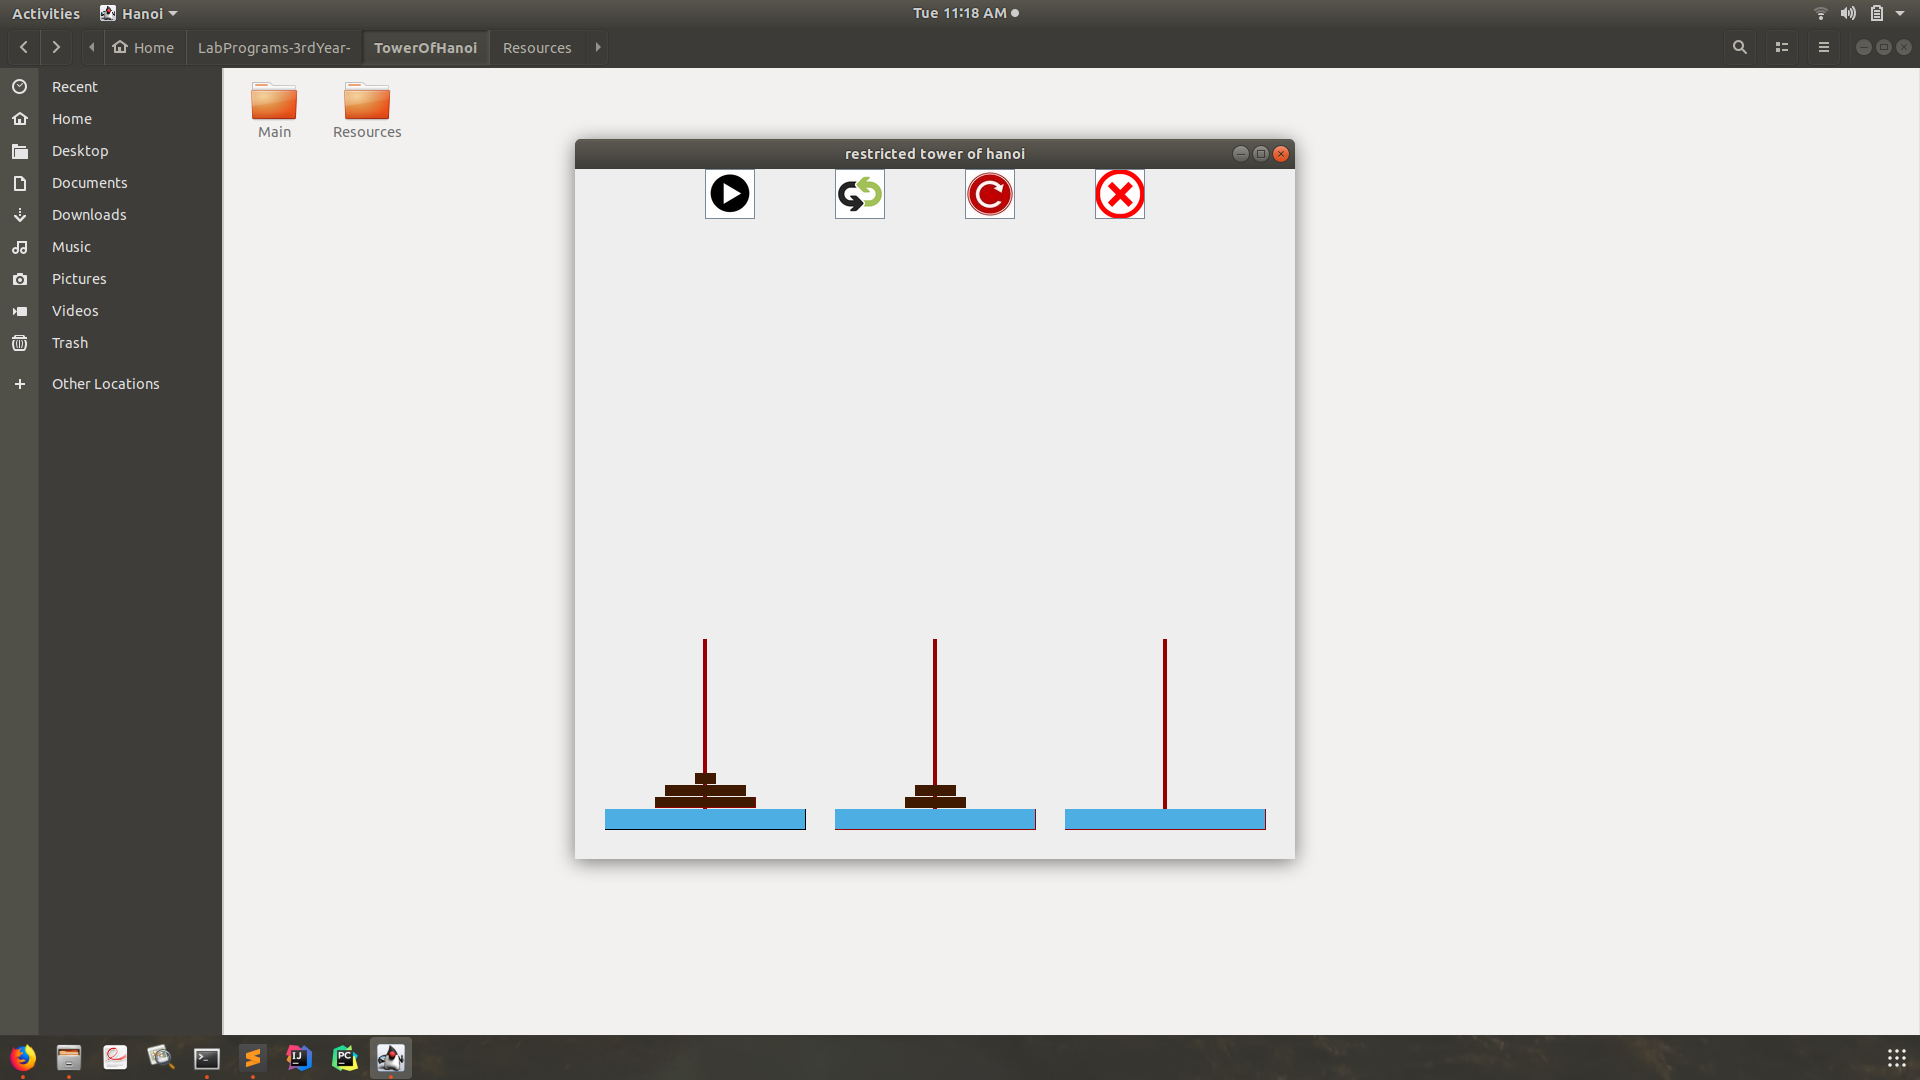 Activities Hanoi Tue 11:18 AM
Home LabPrograms-3rdYear- TowerOfHanoi Resources
Recent
Home
Desktop
Documents
Downloads
Music
Pictures
Videos
Trash
Other Locations
Main Resources
restricted tower of hanoi
IJ
PC